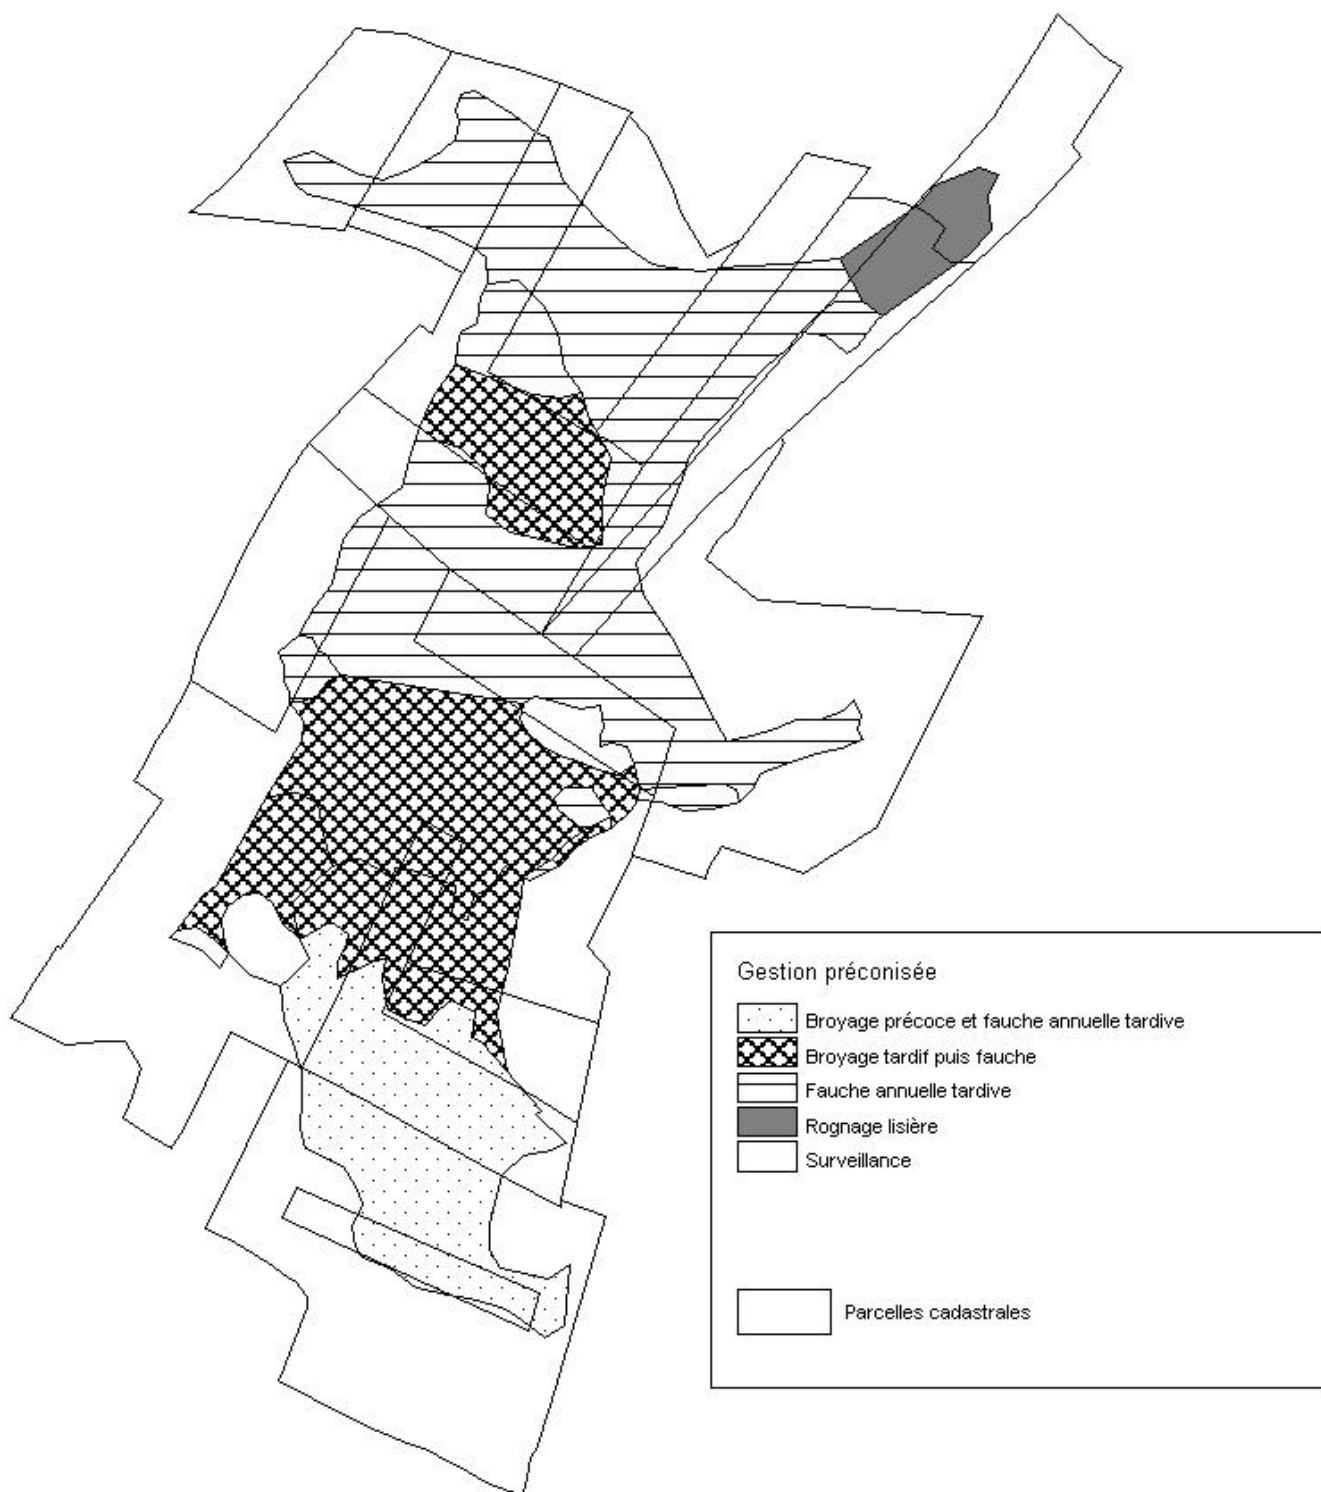 Gestion préconisée
Broyage précoce et fauche annuelle tardive
Broyage tardif puis fauche
Fauche annuelle tardive
Rognage lisière
Surveillance
Parcelles cadastrales